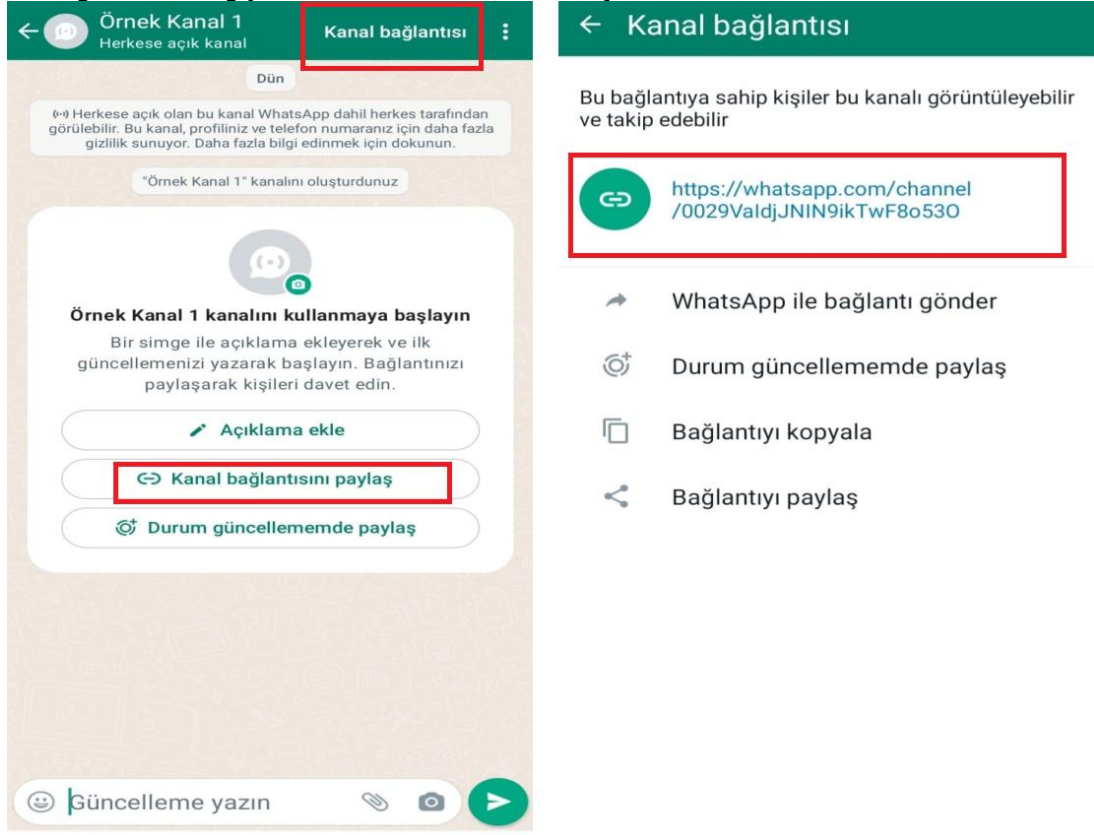 Örnek Kanal 1
Herkese açık kanal
Kanal bağlantısı
Dün
Herkese açık olan bu kanal WhatsApp dahil herkes tarafından
görülebilir. Bu kanal, profiliniz ve telefon numaranız için daha fazla
gizlilik sunuyor. Daha fazla bilgi edinmek için dokunun.
"Örnek Kanal 1" kanalını oluşturdunuz
Örnek Kanal 1 kanalını kullanmaya başlayın
Bir simge ile açıklama ekleyerek ve ilk
güncellemenizi yazarak başlayın. Bağlantınızı
paylaşarak kişileri davet edin.
Açıklama ekle
Kanal bağlantısını paylaş
Durum güncellememde paylaş
Güncelleme yazın
Kanal bağlantısı
Bu bağlantıya sahip kişiler bu kanalı görüntüleyebilir
ve takip edebilir
https://whatsapp.com/channel
/0029VaIdjJNIN9ikTwF8o53O
WhatsApp ile bağlantı gönder
Durum güncellememde paylaş
Bağlantıyı kopyala
Bağlantıyı paylaş